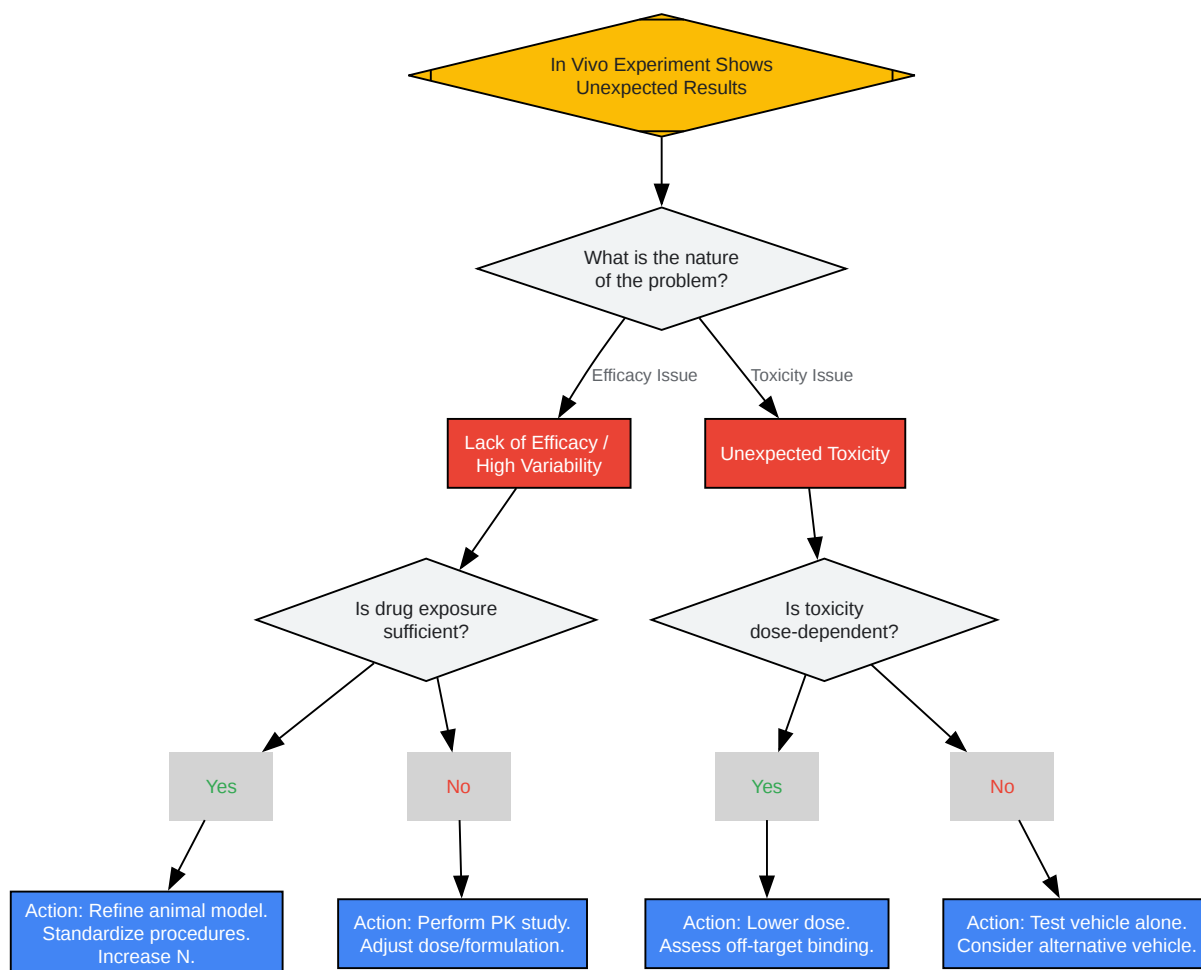 In Vivo Experiment Shows
Unexpected Results
What is the nature
of the problem?
Efficacy Issue
Toxicity Issue
Lack of Efficacy /
High Variability
Unexpected Toxicity
Is drug exposure
sufficient?
Is toxicity
dose-dependent?
Yes
No
Yes
No
Action: Refine animal model.
Standardize procedures.
Increase N.
Action: Perform PK study.
Adjust dose/formulation.
Action: Lower dose.
Assess off-target binding.
Action: Test vehicle alone.
Consider alternative vehicle.